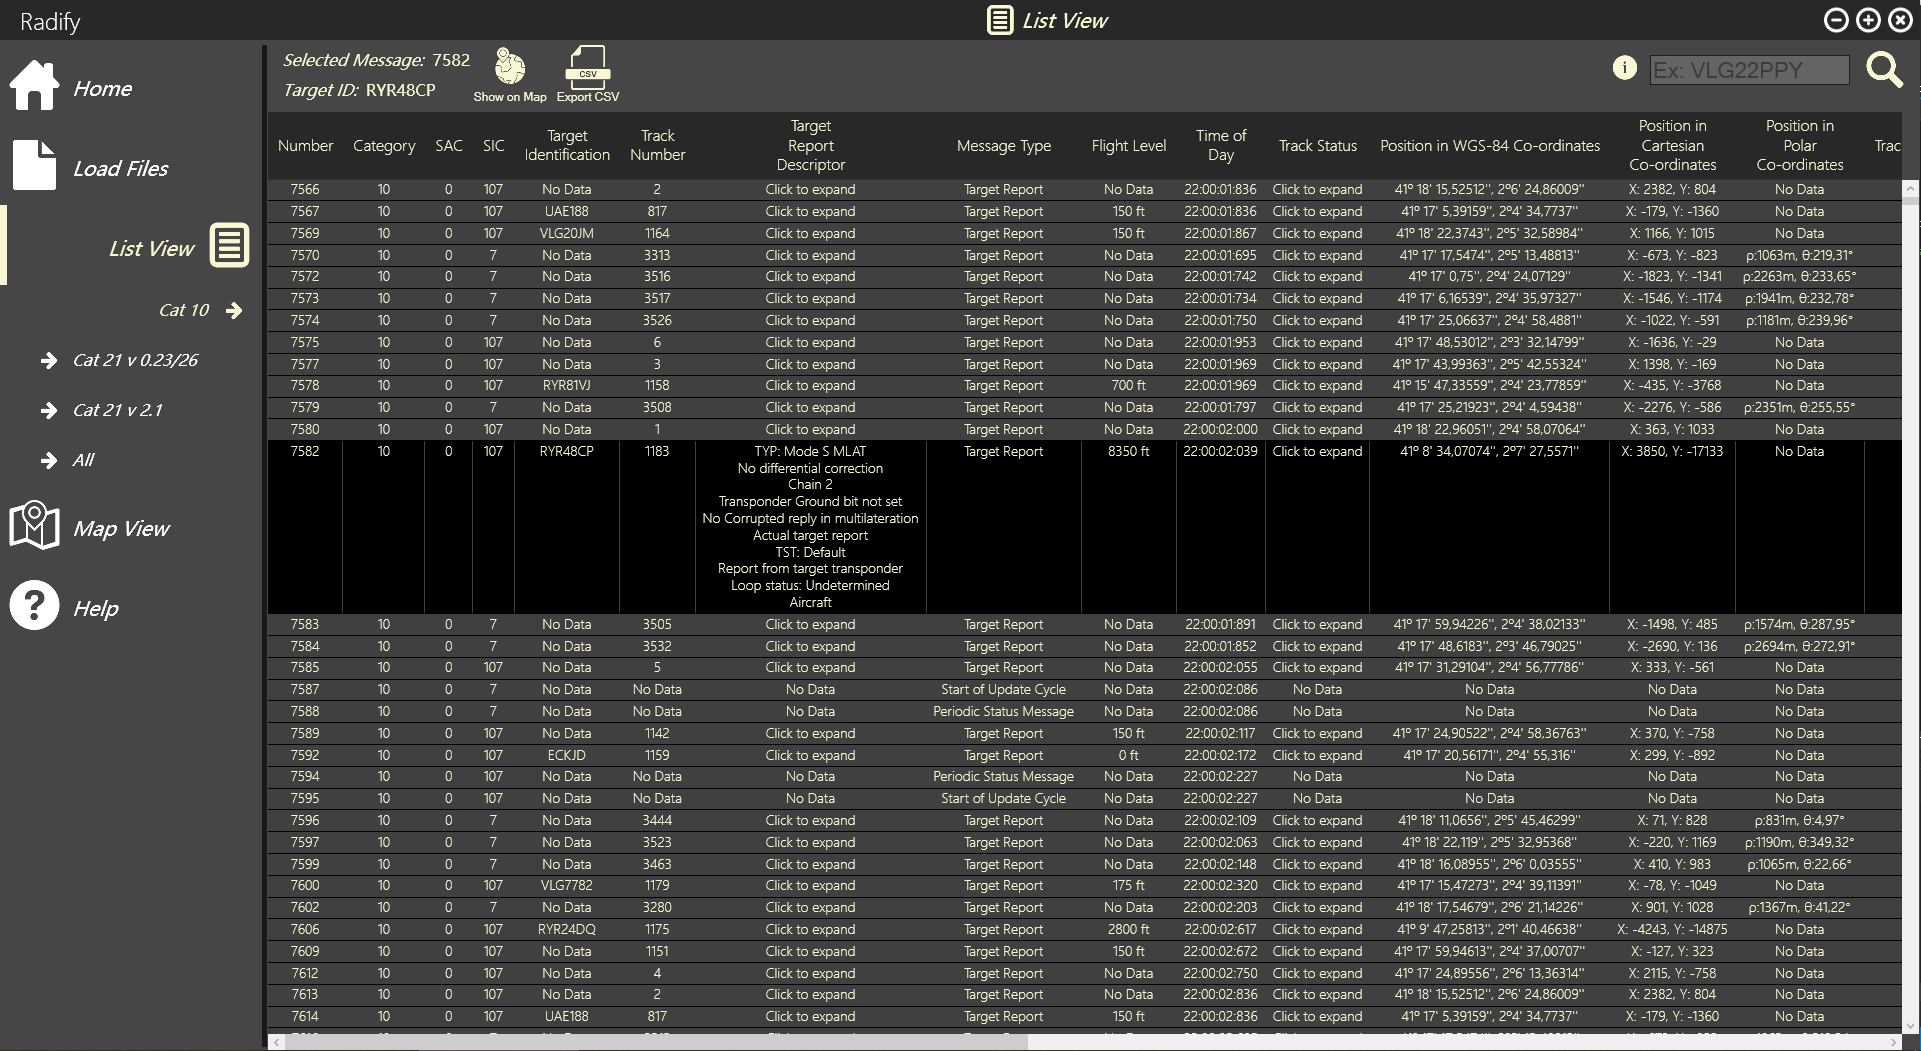 Radify
List View
Home
Load Files
List View
Cat 10
Cat 21 v 0.23/26
Cat 21 v 2.1
All
Map View
Help
Selected Message: 7582
Target ID: RYR48CP
Show on Map
CSV
Export CSV
i
Ex: VLG22PPY
Number Category SAC SIC Target Identification Track Number Target Report Descriptor Message Type Flight Level Time of Day Track Status Position in WGS-84 Co-ordinates Position in Cartesian Co-ordinates Position in Polar Co-ordinates Trac
7566 10 0 107 No Data 2 Click to expand Target Report No Data 22:00:01:836 Click to expand 41º 18' 15,52512'', 2º6' 24,86009'' X: 2382, Y: 804 No Data
7567 10 0 107 UAE188 817 Click to expand Target Report 150 ft 22:00:01:836 Click to expand 41º 17' 5,39159'', 2º4' 34,7737'' X: -179, Y: -1360 No Data
7569 10 0 107 VLG20JM 1164 Click to expand Target Report 150 ft 22:00:01:867 Click to expand 41º 18' 22,3743'', 2º5' 32,58984'' X: 1166, Y: 1015 No Data
7570 10 0 7 No Data 3313 Click to expand Target Report No Data 22:00:01:695 Click to expand 41º 17' 17,5474'', 2º5' 13,48813'' X: -673, Y: -823 ρ:1063m, θ:219,31°
7572 10 0 7 No Data 3516 Click to expand Target Report No Data 22:00:01:742 Click to expand 41º 17' 0,75'', 2º4' 24,07129'' X: -1823, Y: -1341 ρ:2263m, θ:233,65°
7573 10 0 7 No Data 3517 Click to expand Target Report No Data 22:00:01:734 Click to expand 41º 17' 6,16539'', 2º4' 35,97327'' X: -1546, Y: -1174 ρ:1941m, θ:232,78°
7574 10 0 7 No Data 3526 Click to expand Target Report No Data 22:00:01:750 Click to expand 41º 17' 25,06637'', 2º4' 58,4881'' X: -1022, Y: -591 ρ:1181m, θ:239,96°
7575 10 0 107 No Data 6 Click to expand Target Report No Data 22:00:01:953 Click to expand 41º 17' 48,53012'', 2º3' 32,14799'' X: -1636, Y: -29 No Data
7577 10 0 107 No Data 3 Click to expand Target Report No Data 22:00:01:969 Click to expand 41º 17' 43,99363'', 2º5' 42,55324'' X: 1398, Y: -169 No Data
7578 10 0 107 RYR81VJ 1158 Click to expand Target Report 700 ft 22:00:01:969 Click to expand 41º 15' 47,33559'', 2º4' 23,77859'' X: -435, Y: -3768 No Data
7579 10 0 7 No Data 3508 Click to expand Target Report No Data 22:00:01:797 Click to expand 41º 17' 25,21923'', 2º4' 4,59438'' X: -2276, Y: -586 ρ:2351m, θ:255,55°
7580 10 0 107 No Data 1 Click to expand Target Report No Data 22:00:02:000 Click to expand 41º 18' 22,96051'', 2º4' 58,07064'' X: 363, Y: 1033 No Data
7582 10 0 107 RYR48CP 1183 TYP: Mode S MLAT Target Report 8350 ft 22:00:02:039 Click to expand 41º 8' 34,07074'', 2º7' 27,5571'' X: 3850, Y: -17133 No Data
No differential correction
Chain 2
Transponder Ground bit not set
No Corrupted reply in multilateration
Actual target report
TST: Default
Report from target transponder
Loop status: Undetermined
Aircraft
7583 10 0 7 No Data 3505 Click to expand Target Report No Data 22:00:01:891 Click to expand 41º 17' 59,94226'', 2º4' 38,02133'' X: -1498, Y: 485 ρ:1574m, θ:287,95°
7584 10 0 7 No Data 3532 Click to expand Target Report No Data 22:00:01:852 Click to expand 41º 17' 48,6183'', 2º3' 46,79025'' X: -2690, Y: 136 ρ:2694m, θ:272,91°
7585 10 0 107 No Data 5 Click to expand Target Report No Data 22:00:02:055 Click to expand 41º 17' 31,29104'', 2º4' 56,77786'' X: 333, Y: -561 No Data
7587 10 0 7 No Data No Data No Data Start of Update Cycle No Data 22:00:02:086 No Data No Data No Data No Data
7588 10 0 7 No Data No Data No Data Periodic Status Message No Data 22:00:02:086 No Data No Data No Data No Data
7589 10 0 107 No Data 1142 Click to expand Target Report 150 ft 22:00:02:117 Click to expand 41º 17' 24,90522'', 2º4' 58,36763'' X: 370, Y: -758 No Data
7592 10 0 107 ECKJD 1159 Click to expand Target Report 0 ft 22:00:02:172 Click to expand 41º 17' 20,56171'', 2º4' 55,316'' X: 299, Y: -892 No Data
7594 10 0 107 No Data No Data No Data Periodic Status Message No Data 22:00:02:227 No Data No Data No Data No Data
7595 10 0 107 No Data No Data No Data Start of Update Cycle No Data 22:00:02:227 No Data No Data No Data No Data
7596 10 0 7 No Data 3444 Click to expand Target Report No Data 22:00:02:109 Click to expand 41º 18' 11,0656'', 2º5' 45,46299'' X: 71, Y: 828 ρ:831m, θ:4,97°
7597 10 0 7 No Data 3523 Click to expand Target Report No Data 22:00:02:063 Click to expand 41º 18' 22,119'', 2º5' 32,95368'' X: -220, Y: 1169 ρ:1190m, θ:349,32°
7599 10 0 7 No Data 3463 Click to expand Target Report No Data 22:00:02:148 Click to expand 41º 18' 16,08955'', 2º6' 0,03555'' X: 410, Y: 983 ρ:1065m, θ:22,66°
7600 10 0 107 VLG7782 1179 Click to expand Target Report 175 ft 22:00:02:320 Click to expand 41º 17' 15,47273'', 2º4' 39,11391'' X: -78, Y: -1049 No Data
7602 10 0 7 No Data 3280 Click to expand Target Report No Data 22:00:02:203 Click to expand 41º 18' 17,54679'', 2º6' 21,14226'' X: 901, Y: 1028 ρ:1367m, θ:41,22°
7606 10 0 107 RYR24DQ 1175 Click to expand Target Report 2800 ft 22:00:02:617 Click to expand 41º 9' 47,25813'', 2º1' 40,46638'' X: -4243, Y: -14875 No Data
7609 10 0 107 No Data 1151 Click to expand Target Report 150 ft 22:00:02:672 Click to expand 41º 17' 59,94613'', 2º4' 37,00707'' X: -127, Y: 323 No Data
7612 10 0 107 No Data 4 Click to expand Target Report No Data 22:00:02:750 Click to expand 41º 17' 24,89556'', 2º6' 13,36314'' X: 2115, Y: -758 No Data
7613 10 0 107 No Data 2 Click to expand Target Report No Data 22:00:02:836 Click to expand 41º 18' 15,52512'', 2º6' 24,86009'' X: 2382, Y: 804 No Data
7614 10 0 107 UAE188 817 Click to expand Target Report 150 ft 22:00:02:836 Click to expand 41º 17' 5,39159'', 2º4' 34,7737'' X: -179, Y: -1360 No Data